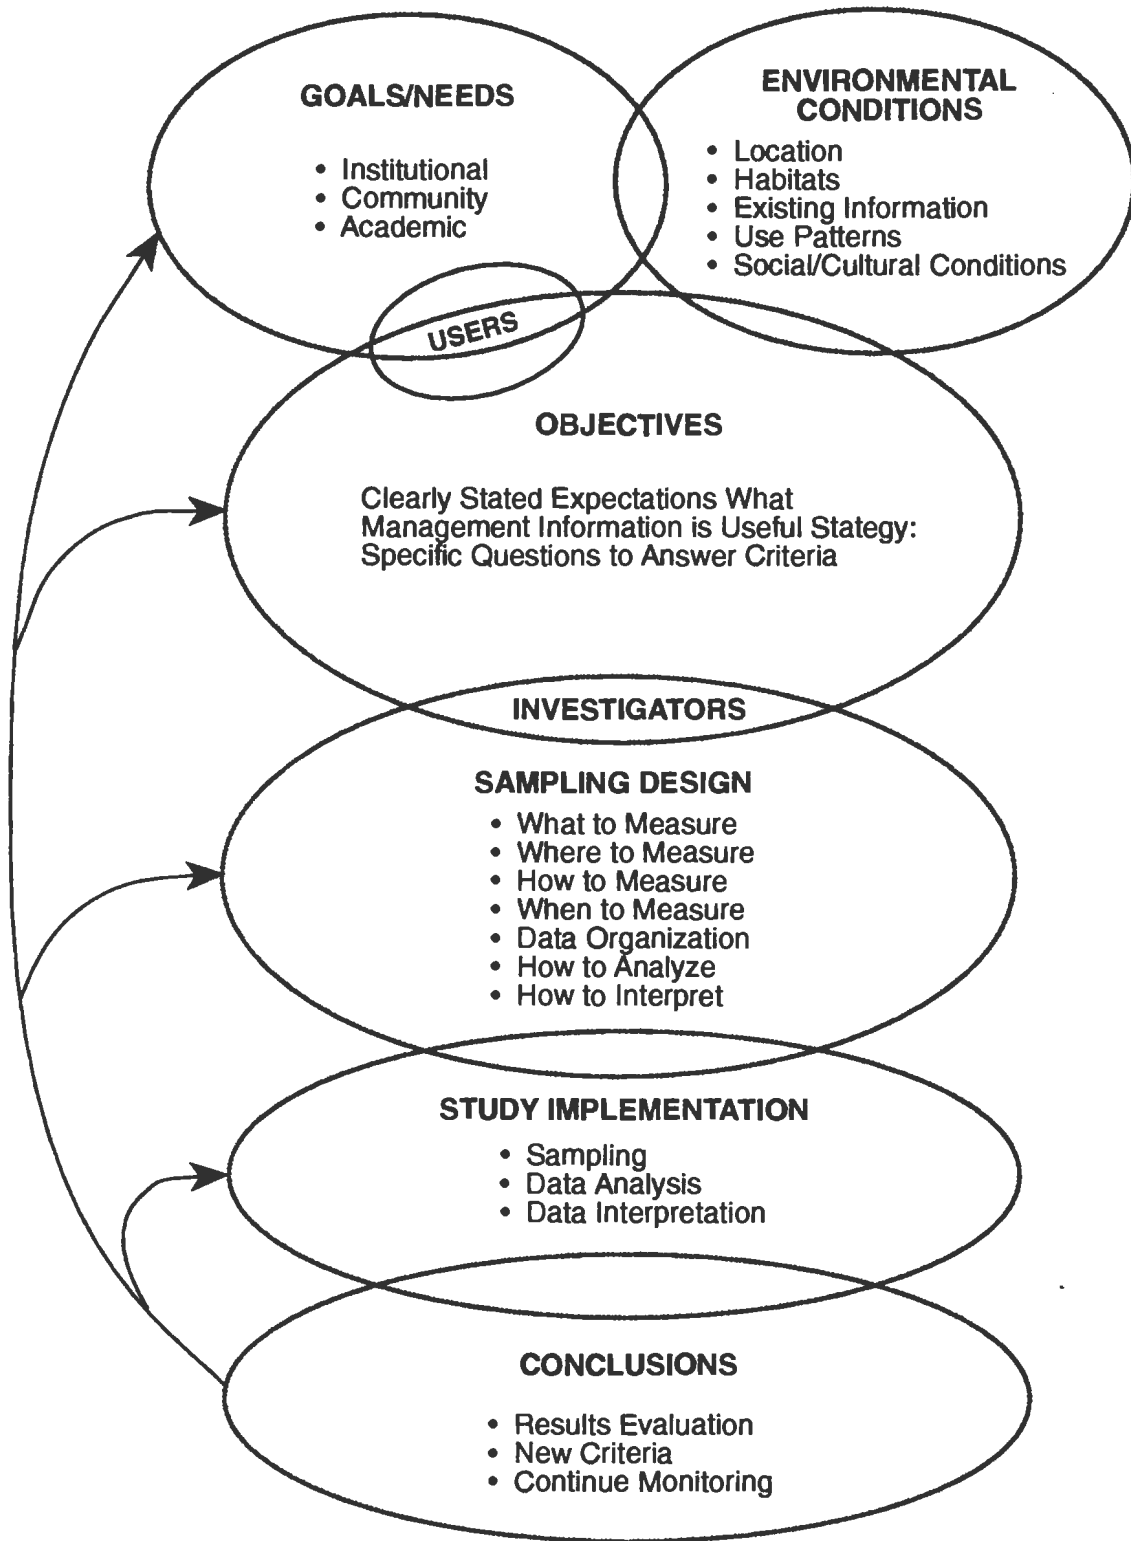 GOALS/NEEDS
• Institutional
• Community
• Academic
ENVIRONMENTAL
CONDITIONS
• Location
• Habitats
• Existing Information
• Use Patterns
• Social/Cultural Conditions
USERS
OBJECTIVES
Clearly Stated Expectations What
Management Information is Useful Stategy:
Specific Questions to Answer Criteria
INVESTIGATORS
SAMPLING DESIGN
• What to Measure
• Where to Measure
• How to Measure
• When to Measure
• Data Organization
• How to Analyze
• How to Interpret
STUDY IMPLEMENTATION
• Sampling
• Data Analysis
• Data Interpretation
CONCLUSIONS
• Results Evaluation
• New Criteria
• Continue Monitoring